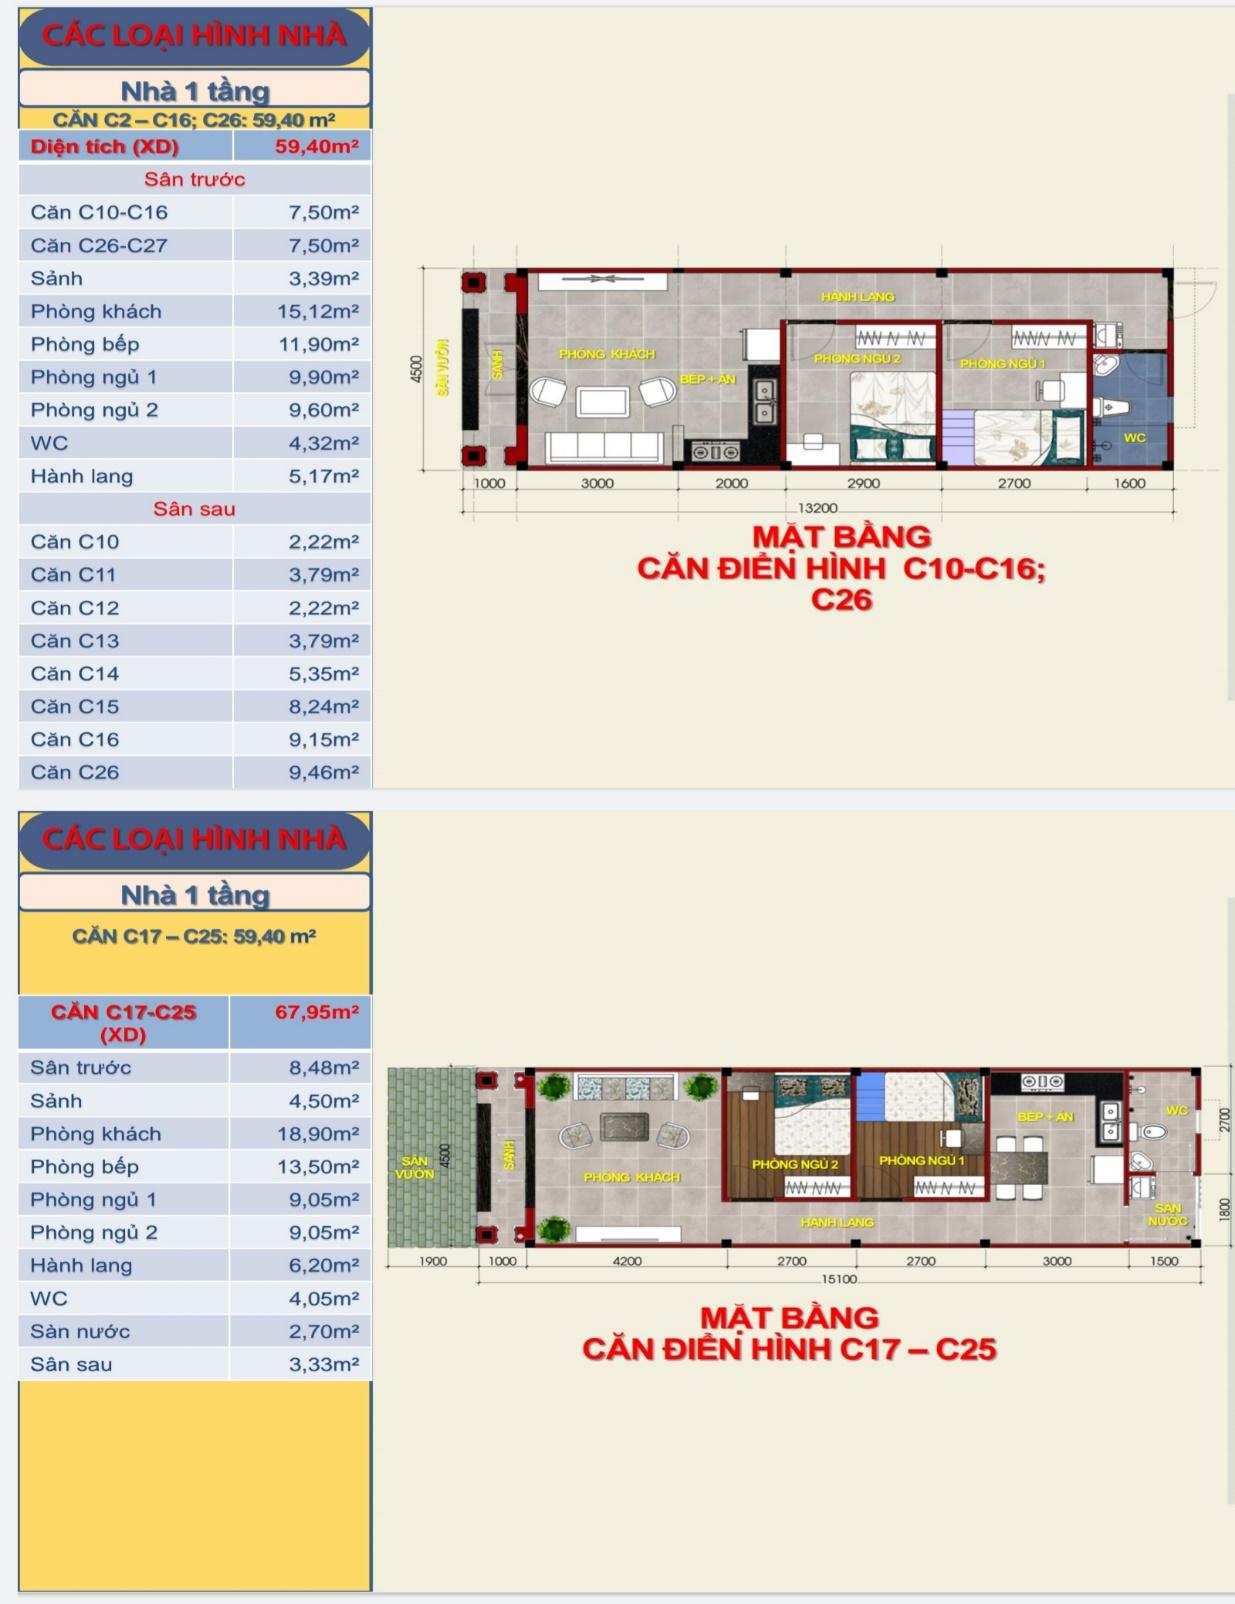 CÁC LOẠI HÌNH NHÀ
Nhà 1 tầng
CĂN C2 – C16; C26: 59,40 m²
Diện tích (XD) 59,40m²
Sân trước
Căn C10-C16 7,50m²
Căn C26-C27 7,50m²
Sảnh 3,39m²
Phòng khách 15,12m²
Phòng bếp 11,90m²
Phòng ngủ 1 9,90m²
Phòng ngủ 2 9,60m²
WC 4,32m²
Hành lang 5,17m²
Sân sau
Căn C10 2,22m²
Căn C11 3,79m²
Căn C12 2,22m²
Căn C13 3,79m²
Căn C14 5,35m²
Căn C15 8,24m²
Căn C16 9,15m²
Căn C26 9,46m²
HÀNH LANG
4500
SÂN VƯỜN
SẢNH
PHÒNG KHÁCH
BẾP + ĂN
PHÒNG NGỦ 2
PHÒNG NGỦ 1
WC
1000 3000 2000 2900 2700 1600
13200
MẶT BẰNG
CĂN ĐIỂN HÌNH C10-C16;
C26
CÁC LOẠI HÌNH NHÀ
Nhà 1 tầng
CĂN C17 – C25: 59,40 m²
CĂN C17-C25 67,95m²
(XD)
Sân trước 8,48m²
Sảnh 4,50m²
Phòng khách 18,90m²
Phòng bếp 13,50m²
Phòng ngủ 1 9,05m²
Phòng ngủ 2 9,05m²
Hành lang 6,20m²
WC 4,05m²
Sàn nước 2,70m²
Sân sau 3,33m²
SÂN
VƯỜN
4500
SẢNH
PHÒNG KHÁCH
PHÒNG NGỦ 2
PHÒNG NGỦ 1
BẾP + ĂN
WC
2700
HÀNH LANG
SÀN
NƯỚC
1800
1900 1000 4200 2700 2700 3000 1500
15100
MẶT BẰNG
CĂN ĐIỂN HÌNH C17 – C25